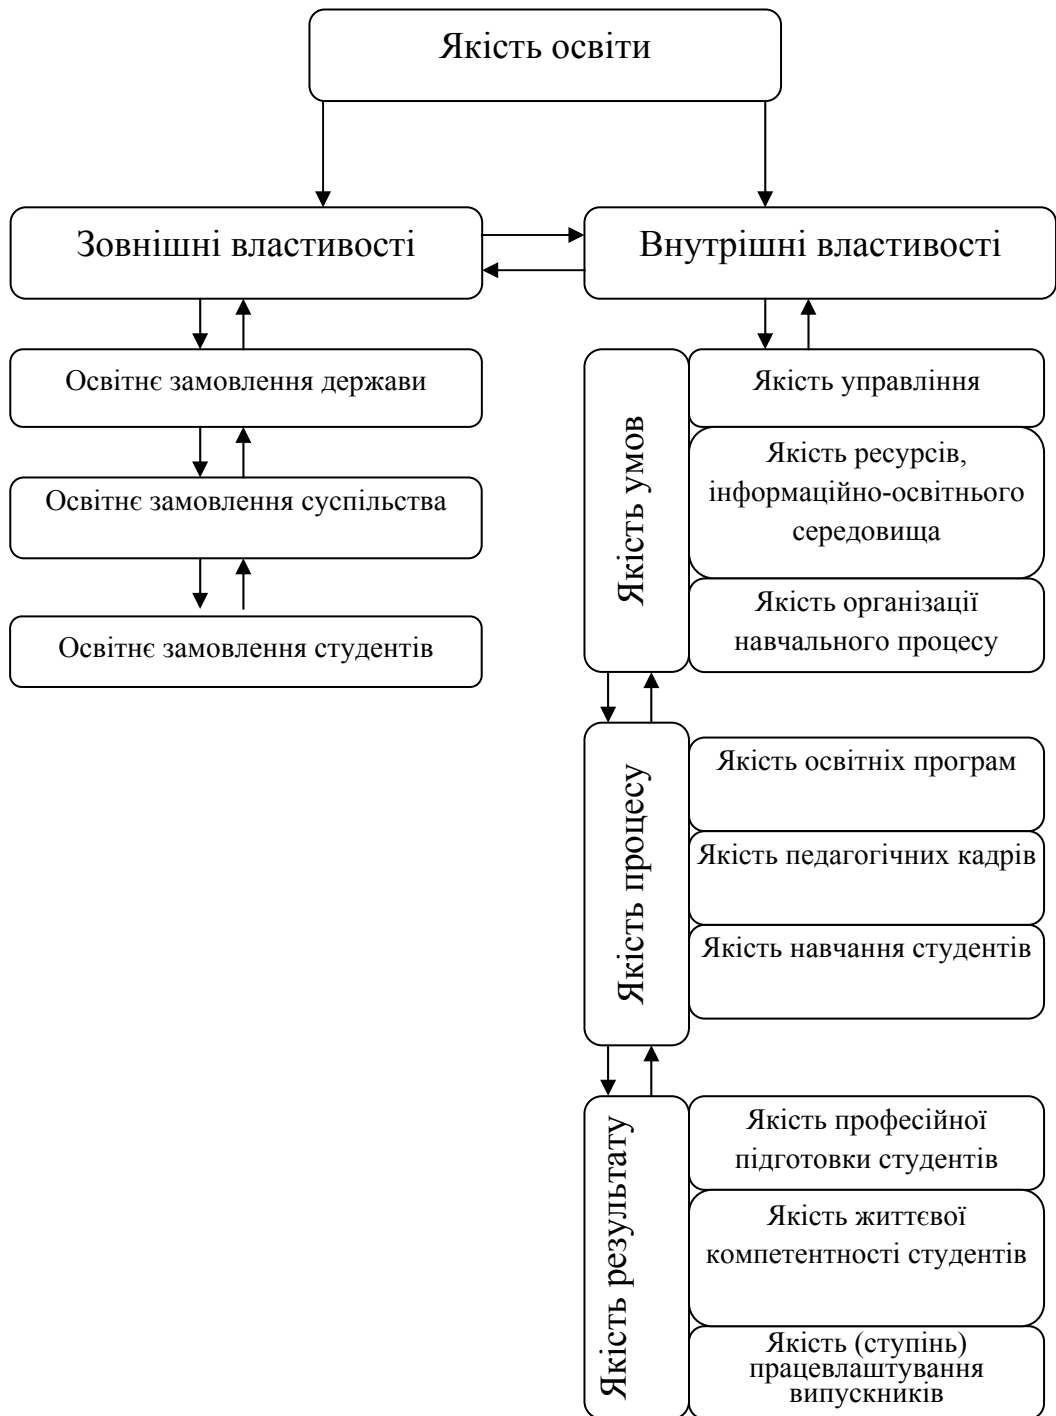 Якість освіти
Зовнішні властивості
Внутрішні властивості
Освітнє замовлення держави
Освітнє замовлення суспільства
Освітнє замовлення студентів
Якість умов
Якість управління
Якість ресурсів,
інформаційно-освітнього
середовища
Якість організації
навчального процесу
Якість процесу
Якість освітніх програм
Якість педагогічних кадрів
Якість навчання студентів
Якість результату
Якість професійної
підготовки студентів
Якість життєвої
компетентності студентів
Якість (ступінь)
працевлаштування
випускників